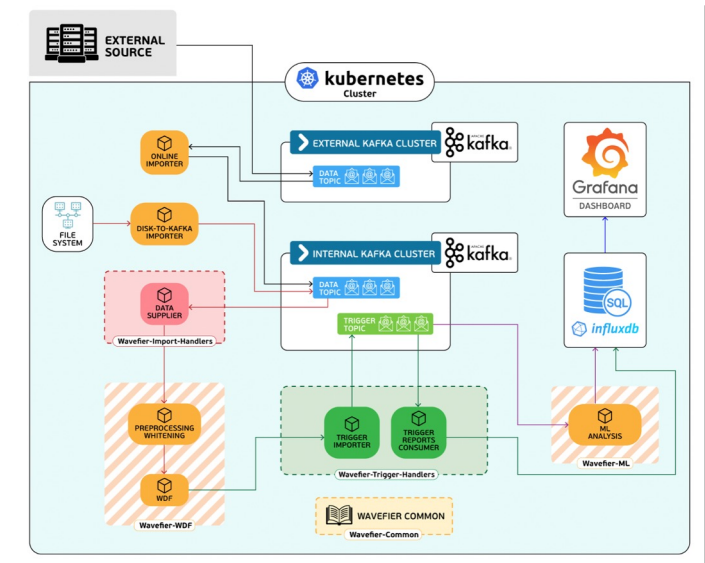 EXTERNAL
SOURCE
kubernetes
Cluster
ONLINE
IMPORTER
EXTERNAL KAFKA CLUSTER
APACHE
kafka
DATA
TOPIC
Grafana
DASHBOARD
FILE
SYSTEM
DISK-TO-KAFKA
IMPORTER
INTERNAL KAFKA CLUSTER
APACHE
kafka
DATA
TOPIC
TRIGGER
TOPIC
SQL
influxdb
DATA
SUPPLIER
Wavefier-Import-Handlers
PREPROCESSING
WHITENING
WDF
Wavefier-WDF
TRIGGER
IMPORTER
TRIGGER
REPORTS
CONSUMER
Wavefier-Trigger-Handlers
ML
ANALYSIS
Wavefier-ML
WAVEFIER COMMON
Wavefier-Common